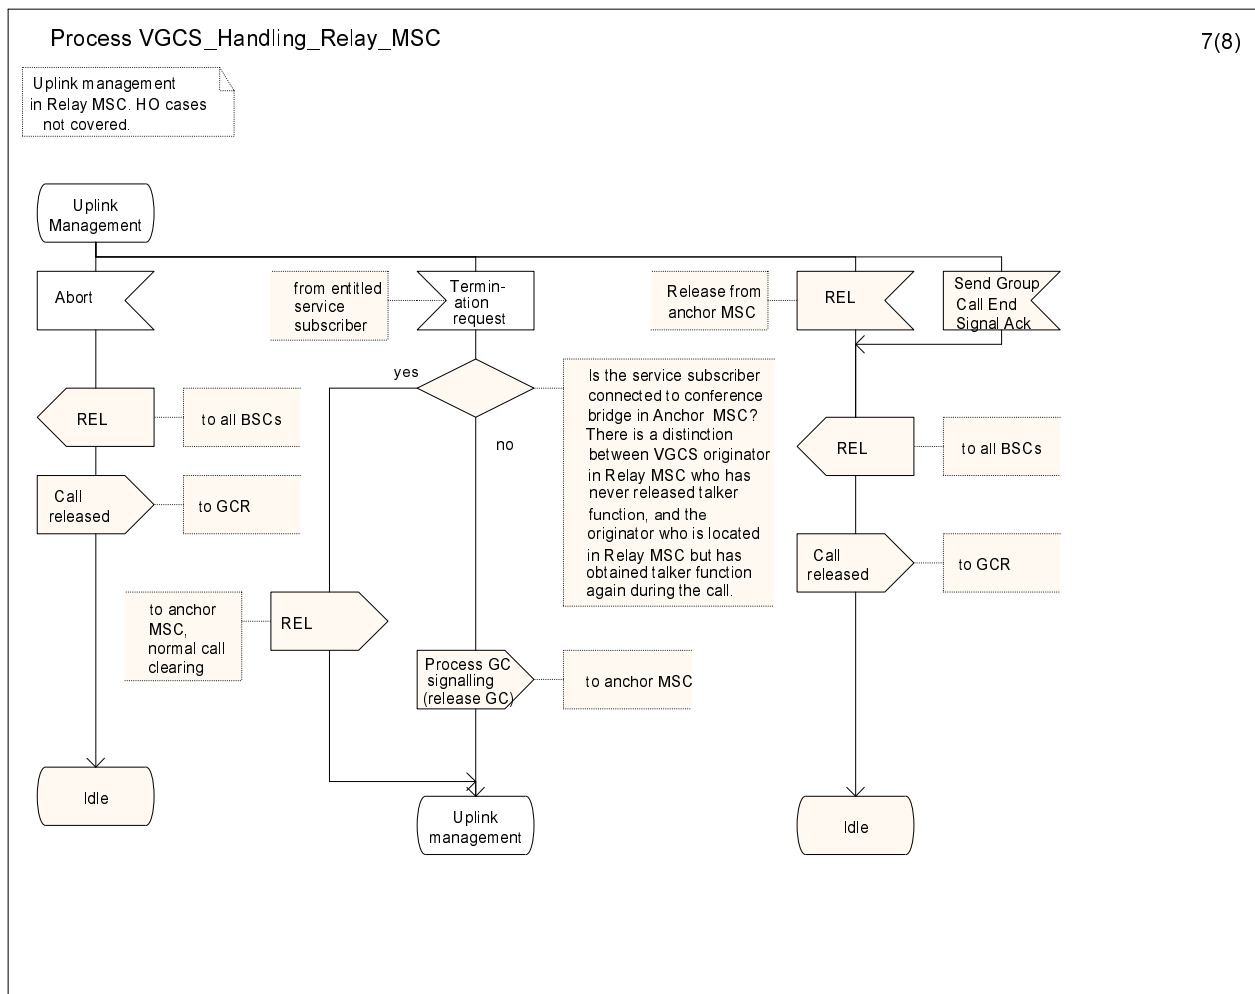 Process VGCS_Handling_Relay_MSC
7(8)
Uplink management
in Relay MSC. HO cases
not covered.
Uplink
Management
Abort
from entitled
service
subscriber
Termin-
ation
request
Release from
anchor MSC
REL
Send Group
Call End
Signal Ack
yes
no
Is the service subscriber
connected to conference
bridge in Anchor MSC?
There is a distinction
between VGCS originator
in Relay MSC who has
never released talker
function, and the
originator who is located
in Relay MSC but has
obtained talker function
again during the call.
REL
to all BSCs
REL
to all BSCs
Call
released
to GCR
Call
released
to GCR
to anchor
MSC,
normal call
clearing
REL
Process GC
signalling
(release GC)
to anchor MSC
Idle
Uplink
management
Idle